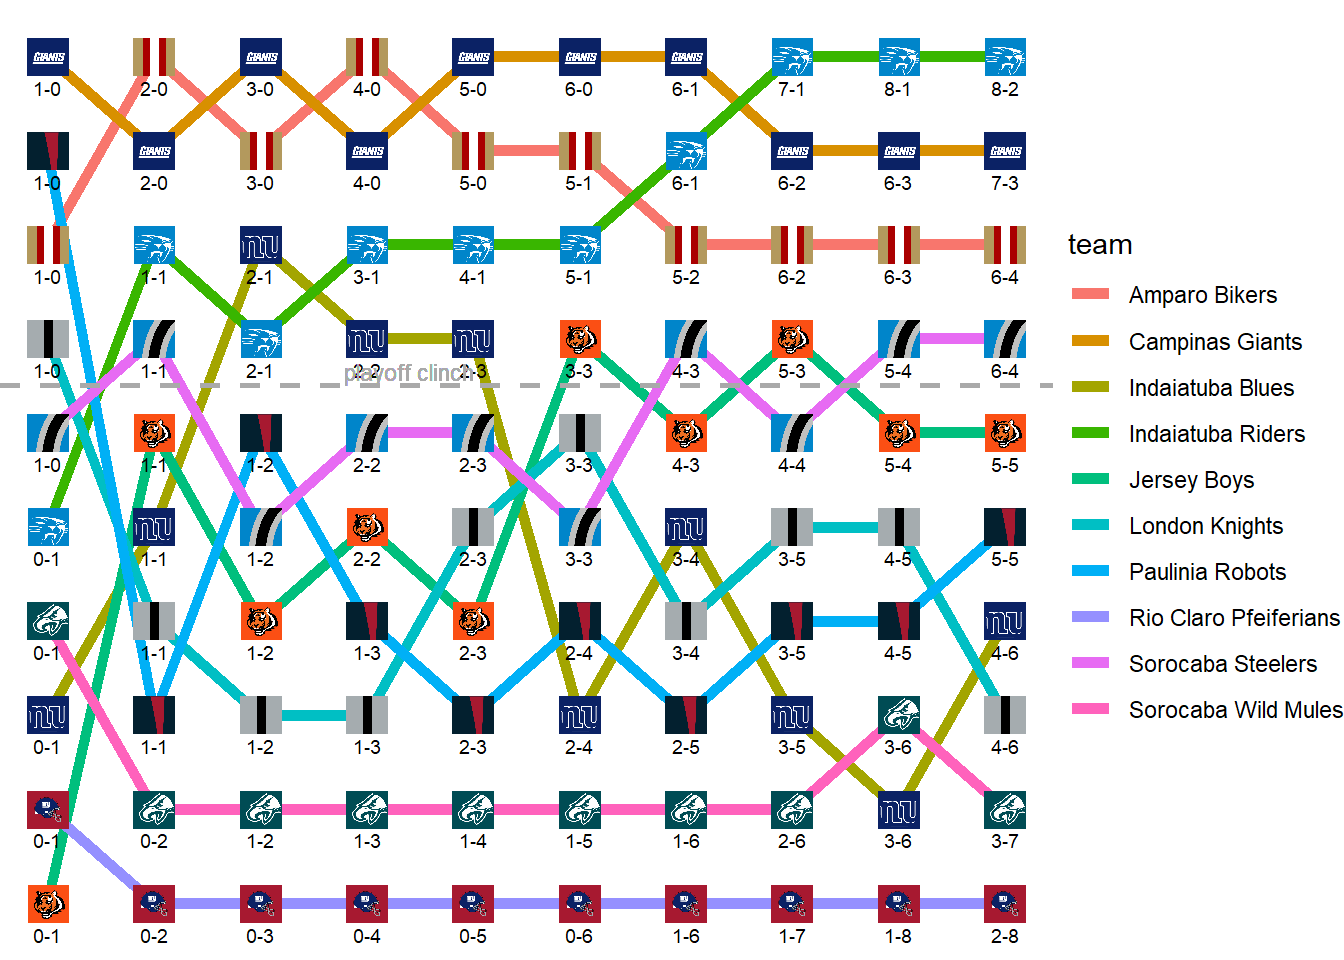 GIANTS GIANTS GIANTS
1-0 2-0 3-0 4-0 5-0 6-0 6-1 7-1 8-1 8-2
GIANTS GIANTS GIANTS GIANTS GIANTS
1-0 2-0 3-0 4-0 5-0 5-1 6-1 6-2 6-3 7-3
nu
1-0 1-1 2-1 3-1 4-1 5-1 5-2 6-2 6-3 6-4
nu nu
1-0 1-1 2-1 2-2 2-3 3-3 4-3 5-3 5-4 6-4
playoff clinch
1-0 1-1 1-2 2-2 2-3 3-3 4-3 4-4 5-4 5-5
nu nu
0-1 1-1 1-2 2-2 2-3 3-3 3-4 3-5 4-5 5-5
nu
0-1 1-1 1-2 1-3 2-3 2-4 3-4 3-5 4-5 4-6
nu nu nu
0-1 1-1 1-2 1-3 2-3 2-4 2-5 3-5 3-6 4-6
nu
0-1 0-2 1-2 1-3 1-4 1-5 1-6 2-6 3-6 3-7
0-1 0-2 0-3 0-4 0-5 0-6 1-6 1-7 1-8 2-8
team
Amparo Bikers
Campinas Giants
Indaiatuba Blues
Indaiatuba Riders
Jersey Boys
London Knights
Paulinia Robots
Rio Claro Pfeiferians
Sorocaba Steelers
Sorocaba Wild Mules